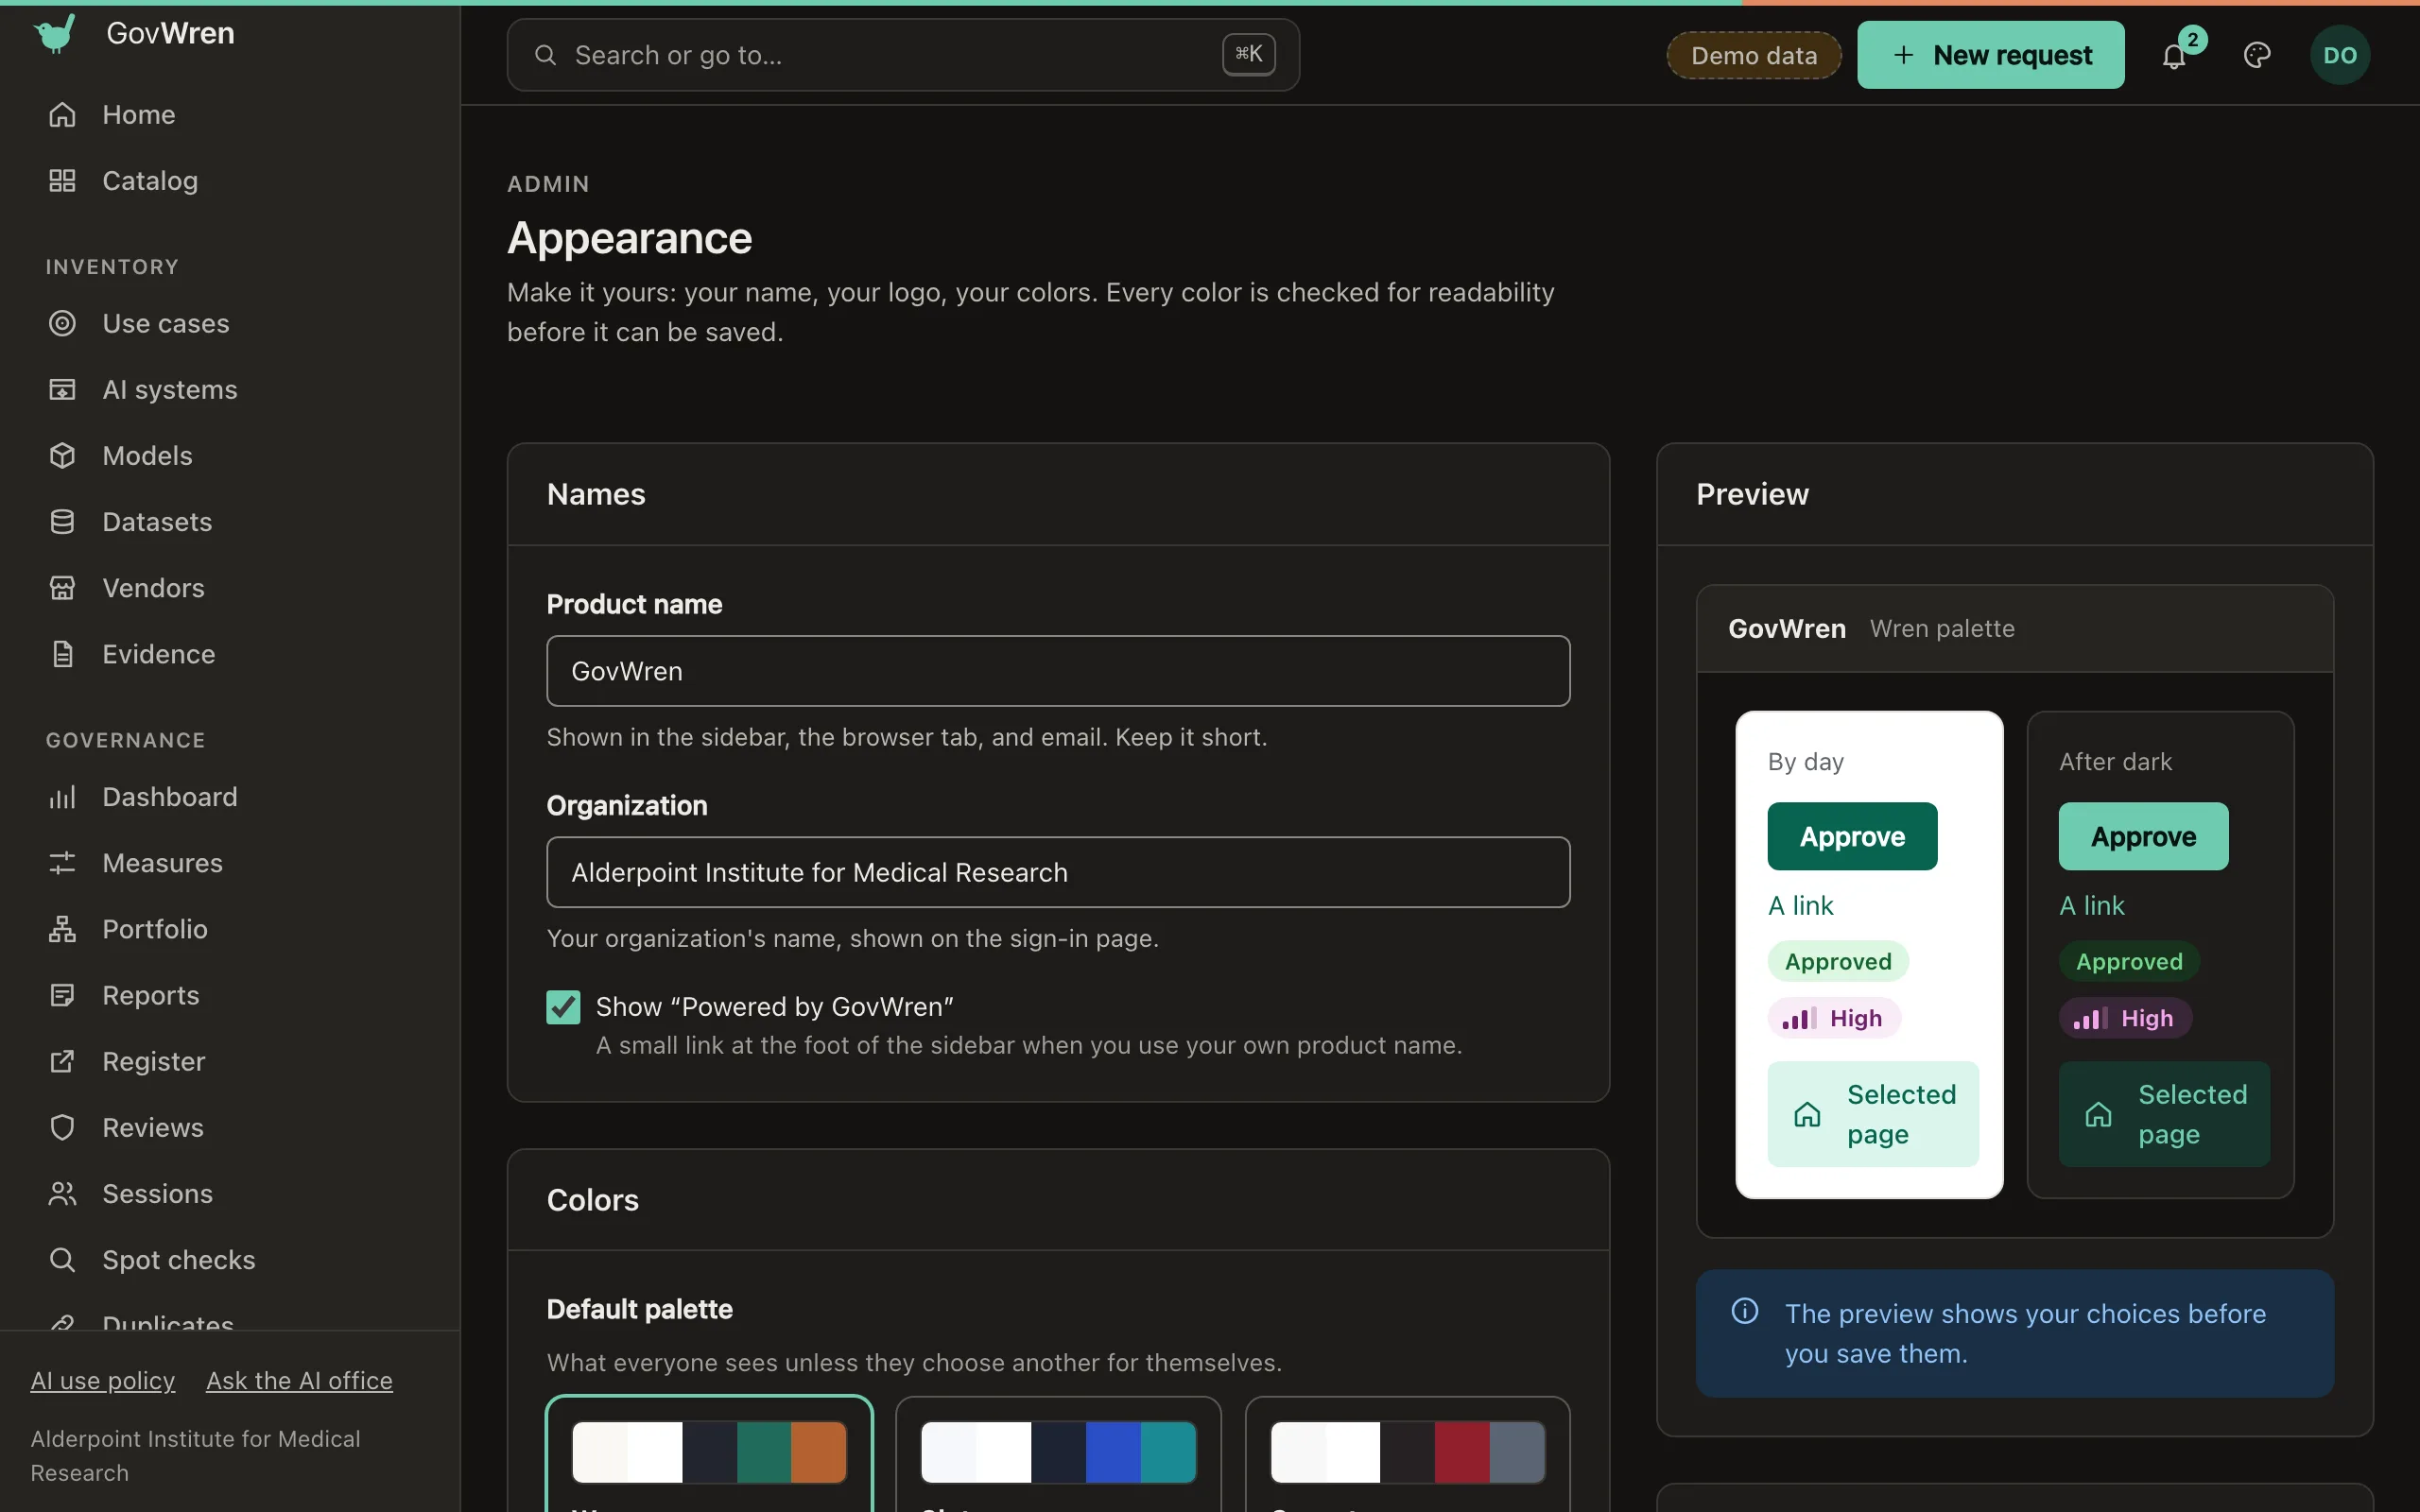 GovWren
Search or go to...
⌘K
Demo data
New request
2
DO
Home
Catalog
INVENTORY
Use cases
AI systems
Models
Datasets
Vendors
Evidence
GOVERNANCE
Dashboard
Measures
Portfolio
Reports
Register
Reviews
Sessions
Spot checks
Duplicates
AI use policy
Ask the AI office
Alderpoint Institute for Medical
Research
ADMIN
Appearance
Make it yours: your name, your logo, your colors. Every color is checked for readability
before it can be saved.
Names
Product name
GovWren
Shown in the sidebar, the browser tab, and email. Keep it short.
Organization
Alderpoint Institute for Medical Research
Your organization's name, shown on the sign-in page.
Show “Powered by GovWren”
A small link at the foot of the sidebar when you use your own product name.
Colors
Default palette
What everyone sees unless they choose another for themselves.
Preview
GovWren Wren palette
By day
Approve
A link
Approved
High
Selected
page
After dark
Approve
A link
Approved
High
Selected
page
The preview shows your choices before
you save them.